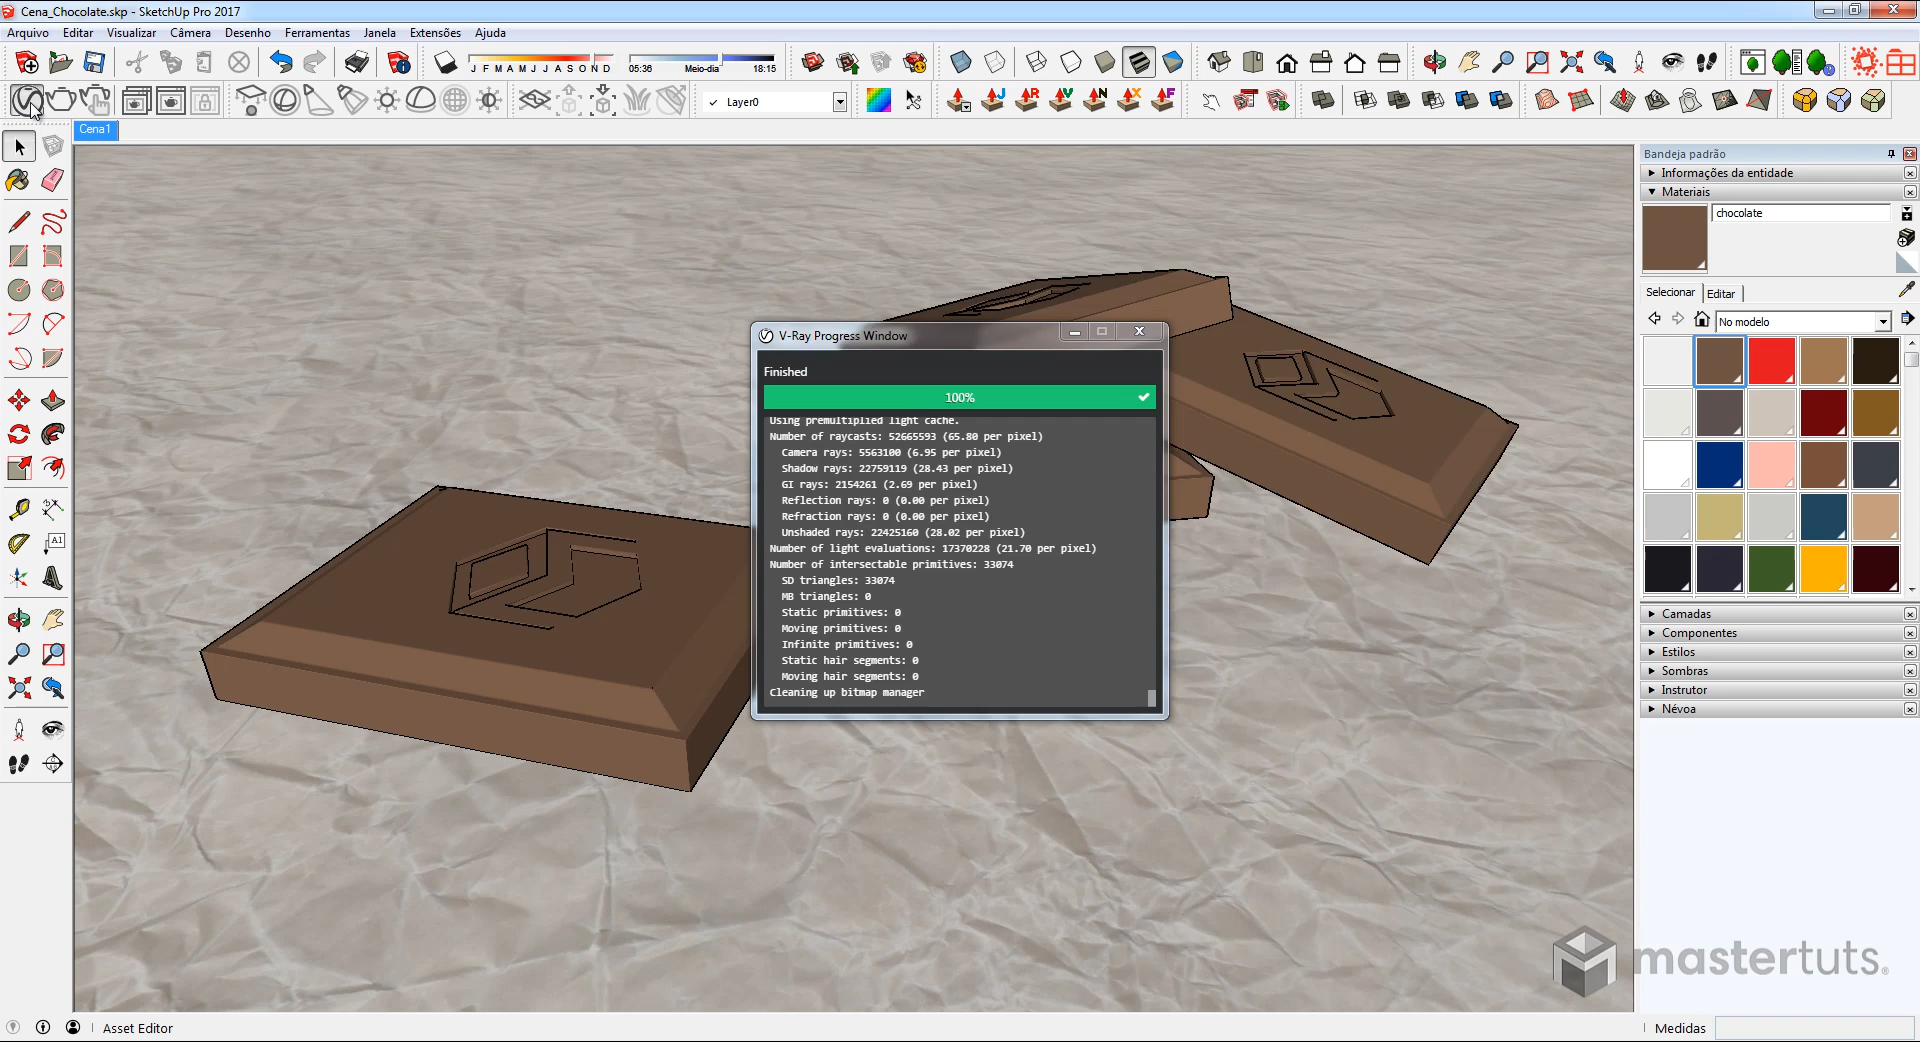 Cena_Chocolate.skp - SketchUp Pro 2017
Arquivo Editar Visualizar Câmera Desenho Ferramentas Janela Extensões Ajuda
J F M A M J J A S O N D
05:36 Meio-dia 18:15
Layer0
J R V N X F
Cena1
A1
V-Ray Progress Window
Finished
100%
Using premultiplied light cache.
Number of raycasts: 52665593 (65.80 per pixel)
Camera rays: 5563100 (6.95 per pixel)
Shadow rays: 22759119 (28.43 per pixel)
GI rays: 2154261 (2.69 per pixel)
Reflection rays: 0 (0.00 per pixel)
Refraction rays: 0 (0.00 per pixel)
Unshaded rays: 22425160 (28.02 per pixel)
Number of light evaluations: 17370228 (21.70 per pixel)
Number of intersectable primitives: 33074
SD triangles: 33074
MB triangles: 0
Static primitives: 0
Moving primitives: 0
Infinite primitives: 0
Static hair segments: 0
Moving hair segments: 0
Cleaning up bitmap manager
Bandeja padrão
Informações da entidade
Materiais
chocolate
Selecionar Editar
No modelo
Camadas
Componentes
Estilos
Sombras
Instrutor
Névoa
mastertuts.®
Asset Editor
Medidas